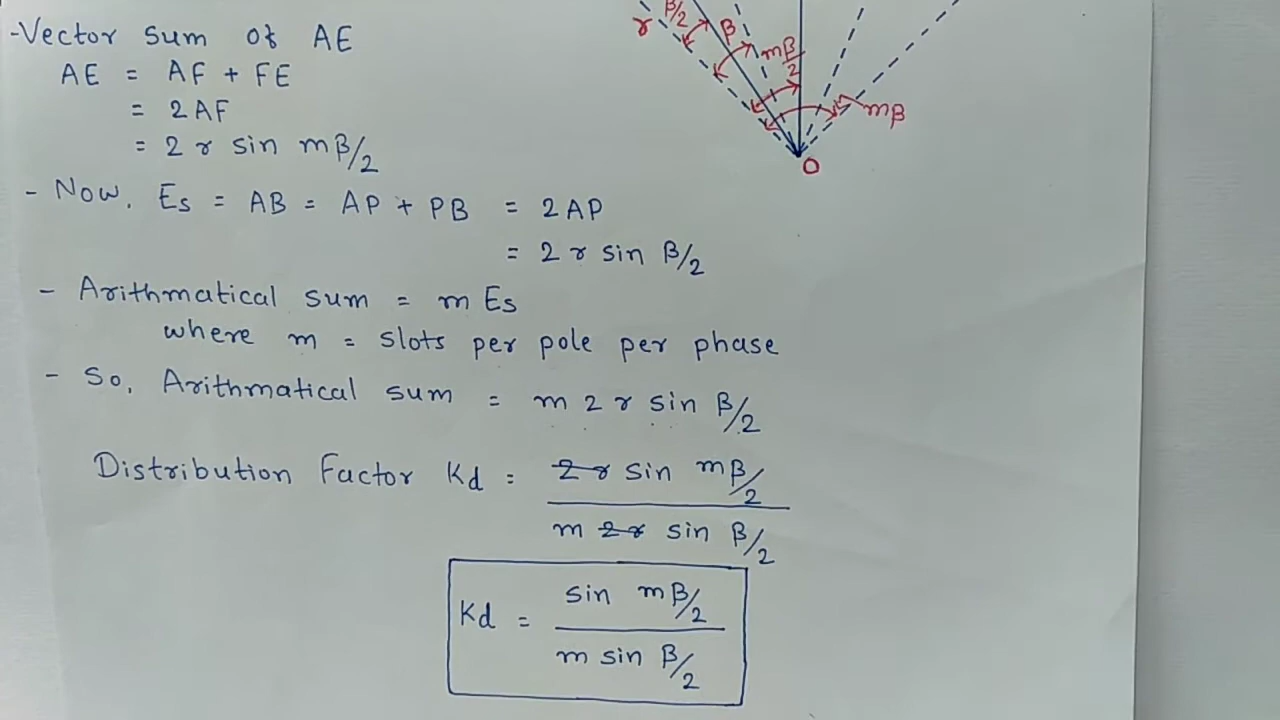 -Vector Sum of AE
AE = AF + FE
= 2AF
= 2 r sin mβ/2
- Now, Es = AB = AP + PB = 2AP
= 2 r sin β/2
- Arithmatical sum = m Es
where m = slots per pole per phase
- So, Arithmatical sum = m 2 r sin β/2
Distribution Factor Kd = 2r sin mβ/2
m 2r sin β/2
Kd = sin mβ/2
m sin β/2
r
β/2
β
mβ/2
mβ
O